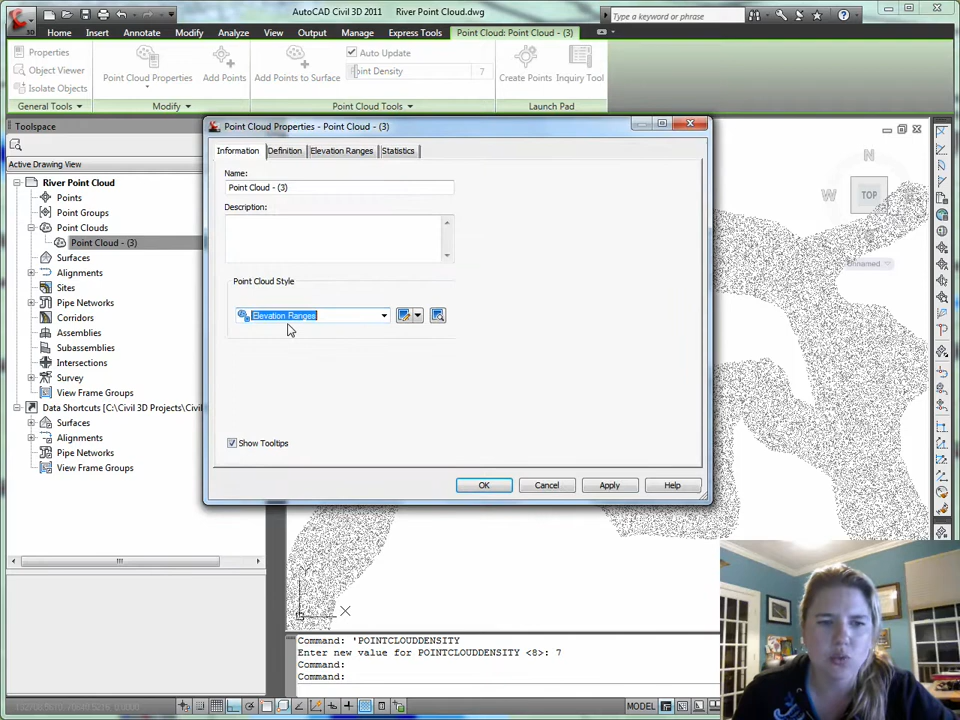 AutoCAD Civil 3D 2011 River Point Cloud.dwg
Type a keyword or phrase
Home Insert Annotate Modify Analyze View Output Manage Express Tools Point Cloud: Point Cloud - (3)
Properties
Object Viewer
Isolate Objects
General Tools
Point Cloud Properties
Add Points
Modify
Add Points to Surface
Auto Update
Point Density 7
Point Cloud Tools
Create Points
Inquiry Tool
Launch Pad
Toolspace
Active Drawing View
River Point Cloud
Points
Point Groups
Point Clouds
Point Cloud - (3)
Surfaces
Alignments
Sites
Pipe Networks
Corridors
Assemblies
Subassemblies
Intersections
Survey
View Frame Groups
Data Shortcuts [C:\Civil 3D Projects\Civ
Surfaces
Alignments
Pipe Networks
View Frame Groups
Point Cloud Properties - Point Cloud - (3)
Information Definition Elevation Ranges Statistics
Name:
Point Cloud - (3)
Description:
Point Cloud Style
Elevation Ranges
Show Tooltips
OK Cancel Apply Help
N
W
TOP
Unnamed
Y
X
Command: 'POINTCLOUDDENSITY
Enter new value for POINTCLOUDDENSITY <8>: 7
Command:
Command:
MODEL